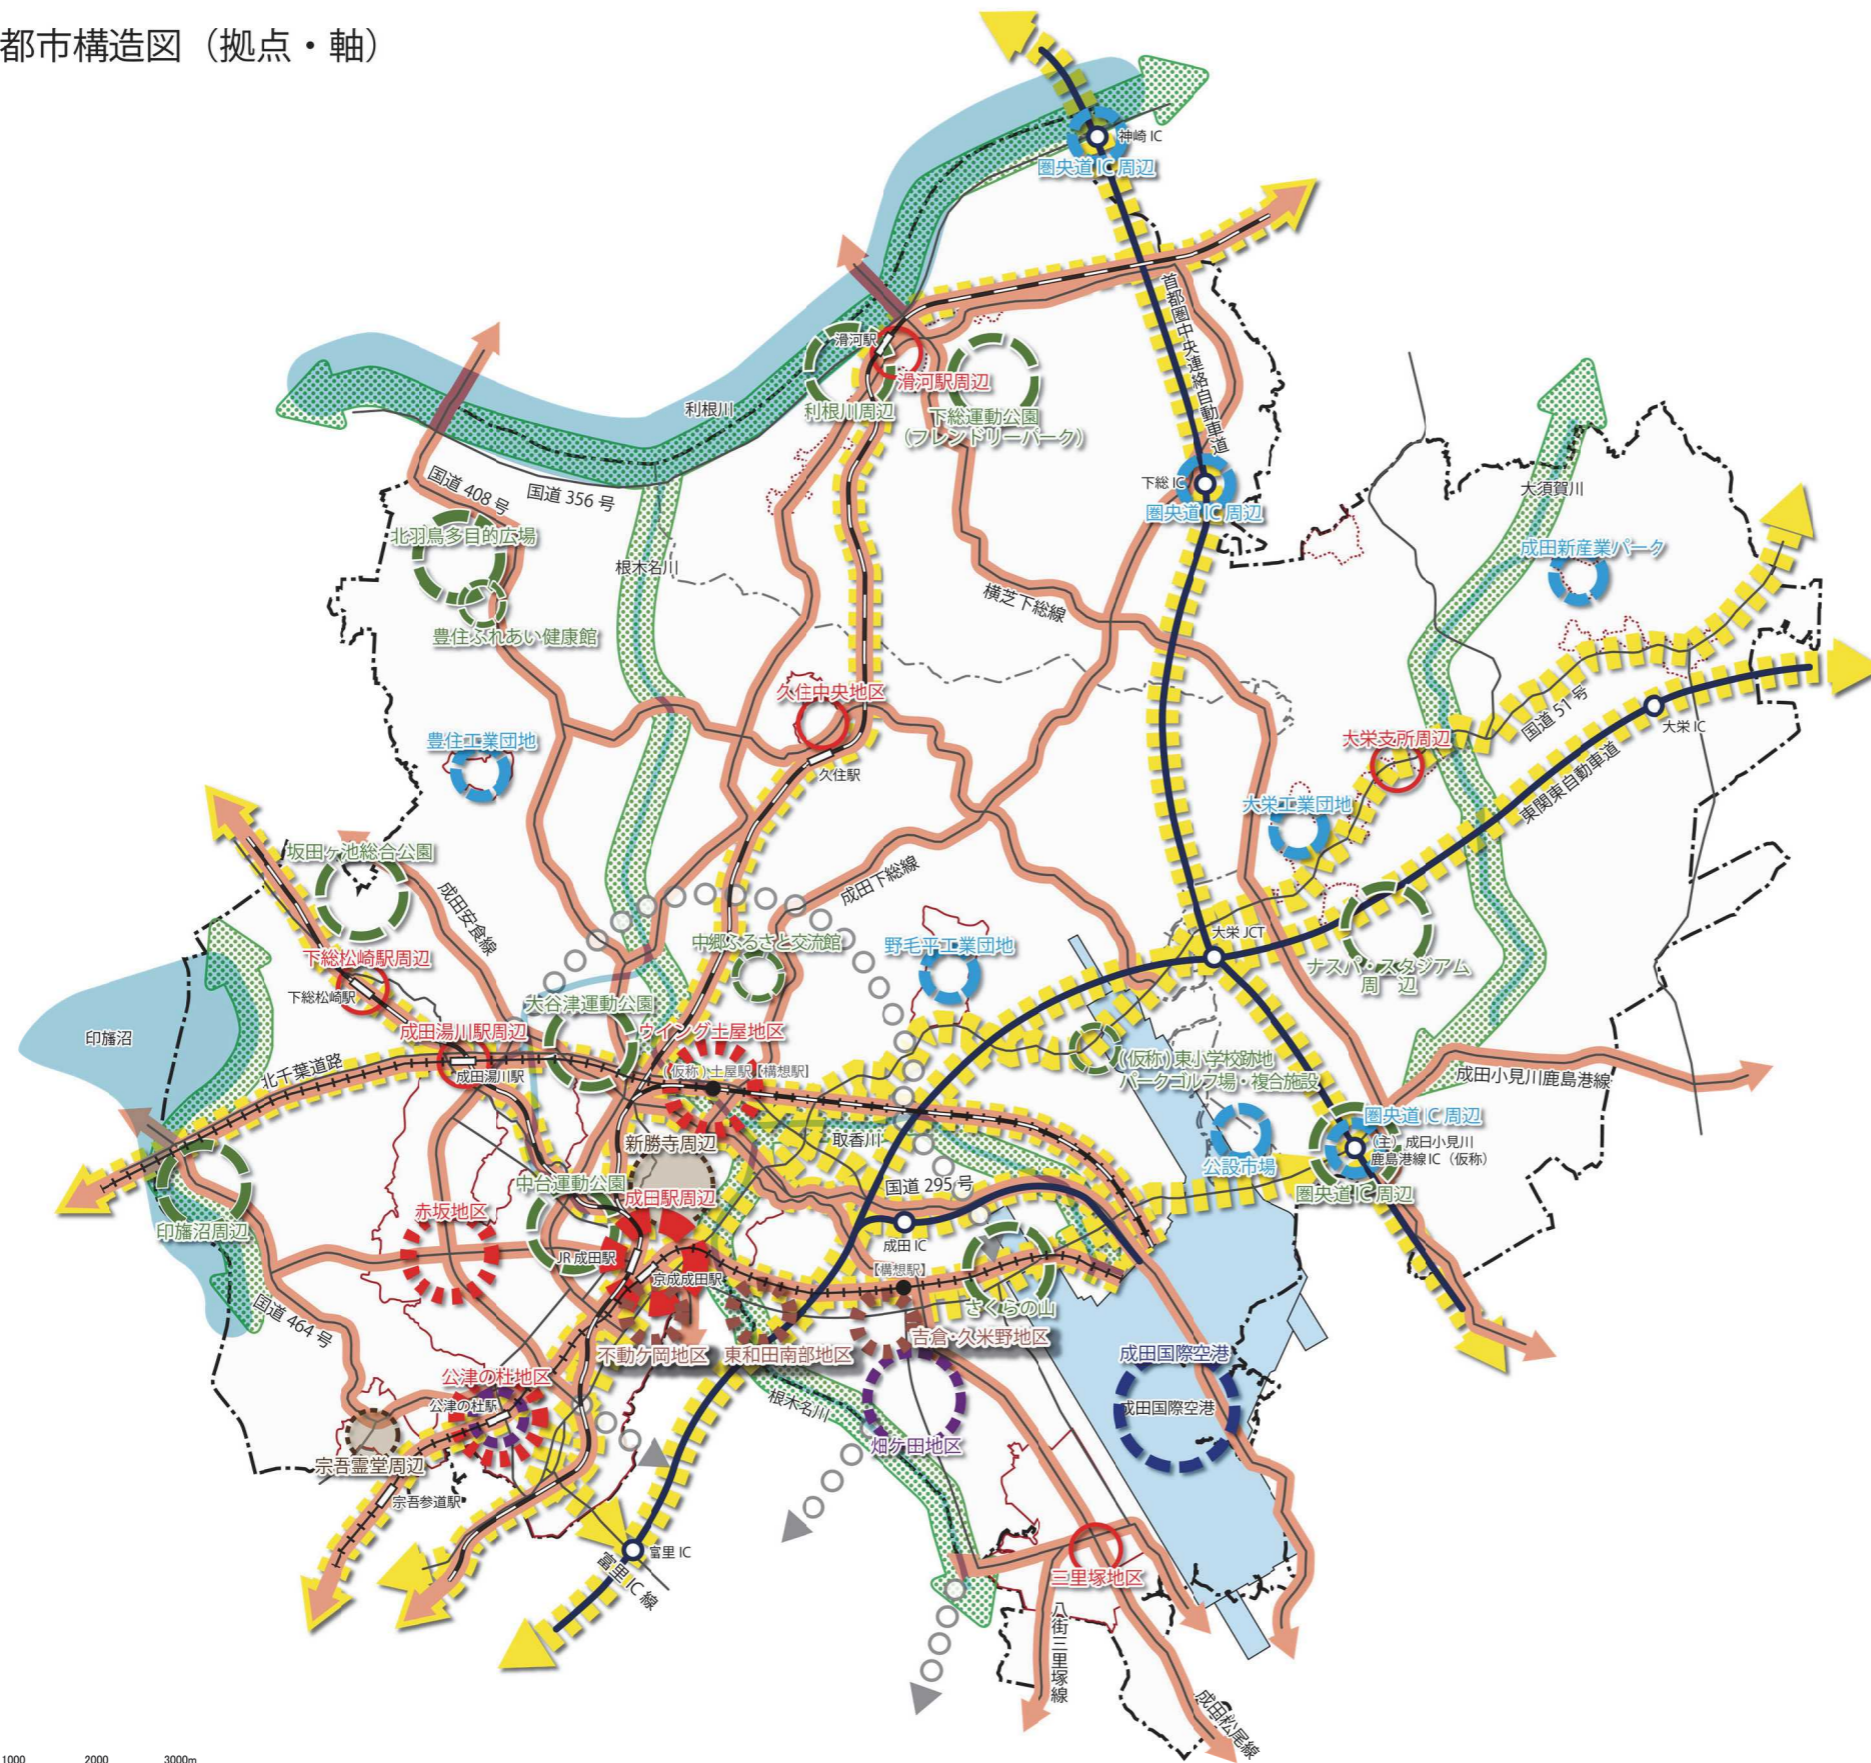 都市構造図（拠点・軸）
神崎 IC
圏央道 IC 周辺
首都圏中央連絡自動車道
滑河駅
滑河駅周辺
利根川
利根川周辺
下総運動公園
（フレンドリーパーク）
国道 408 号
国道 356 号
下総 IC
圏央道 IC 周辺
大須賀川
北羽鳥多目的広場
成田新産業パーク
根木名川
横芝下総線
豊住ふれあい健康館
久住中央地区
国道 51 号
大栄 IC
豊住工業団地
大栄支所周辺
久住駅
東関東自動車道
大栄工業団地
坂田ヶ池総合公園
成田安食線
成田下総線
中郷ふるさと交流館
野毛平工業団地
大栄 JCT
下総松崎駅周辺
ナスパ・スタジアム
周　辺
下総松崎駅
大谷津運動公園
成田湯川駅周辺
ウイング土屋地区
印旛沼
北千葉道路
成田湯川駅
（仮称）土屋駅【構想駅】
（仮称）東小学校跡地
パークゴルフ場・複合施設
成田小見川鹿島港線
圏央道 IC 周辺
新勝寺周辺
取香川
（主）成田小見川
鹿島港線IC（仮称）
公設市場
中台運動公園
国道 295 号
成田駅周辺
圏央道 IC 周辺
赤坂地区
印旛沼周辺
JR 成田駅
成田 IC
【構想駅】
京成成田駅
さくらの山
国道 464 号
吉倉・久米野地区
不動ケ岡地区
東和田南部地区
成田国際空港
公津の杜地区
公津の杜駅
根木名川
成田国際空港
畑ケ田地区
宗吾霊堂周辺
宗吾参道駅
富里 IC
富里 IC 線
三里塚地区
八街三里塚線
成田松尾線
1000
2000
3000m